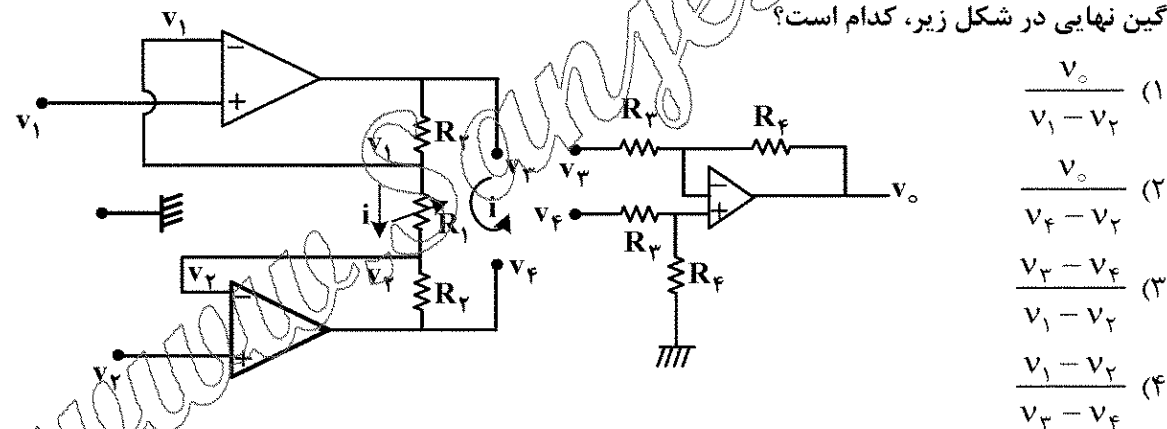 گین نهایی در شکل زیر، کدام است؟
۱) v₀ / (v₁ − v₂)
۲) v₀ / (v₄ − v₂)
۳) (v₃ − v₄) / (v₁ − v₂)
۴) (v₁ − v₂) / (v₃ − v₄)
v₁
v₁
−
+
R₂
v₁
v₃
i
R₁
i
v₂
v₂
R₂
v₄
−
+
v₂
R₃
R₄
v₃
−
+
v₀
v₄
R₃
R₄